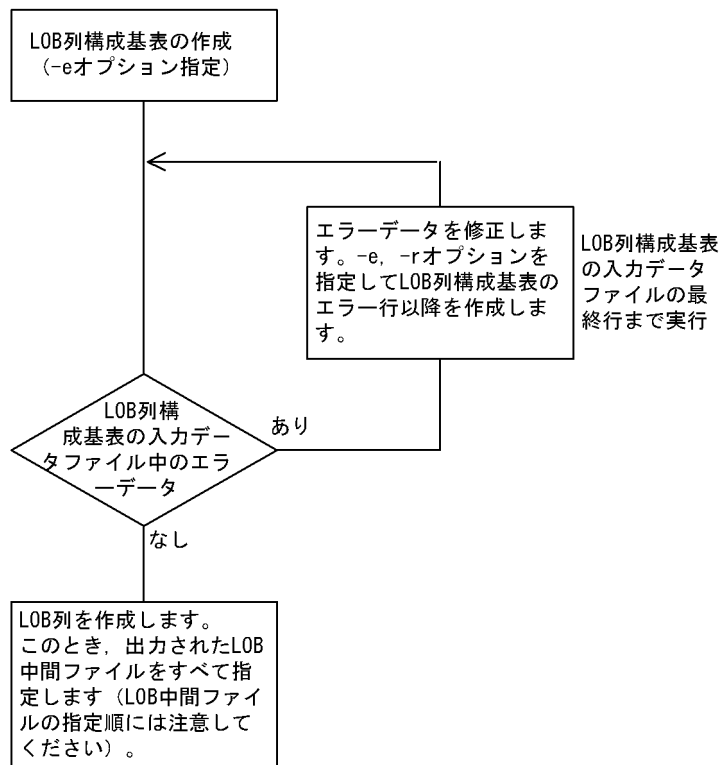 LOB列構成基表の作成
（-eオプション指定）
エラーデータを修正しま
す。-e，-rオプションを
指定してLOB列構成基表の
エラー行以降を作成しま
す。
LOB列構成基表
の入力データ
ファイルの最
終行まで実行
LOB列構
成基表の入力デー
タファイル中のエラ
ーデータ
あり
なし
LOB列を作成します。
このとき，出力されたLOB
中間ファイルをすべて指
定します（LOB中間ファイ
ルの指定順には注意して
ください）。